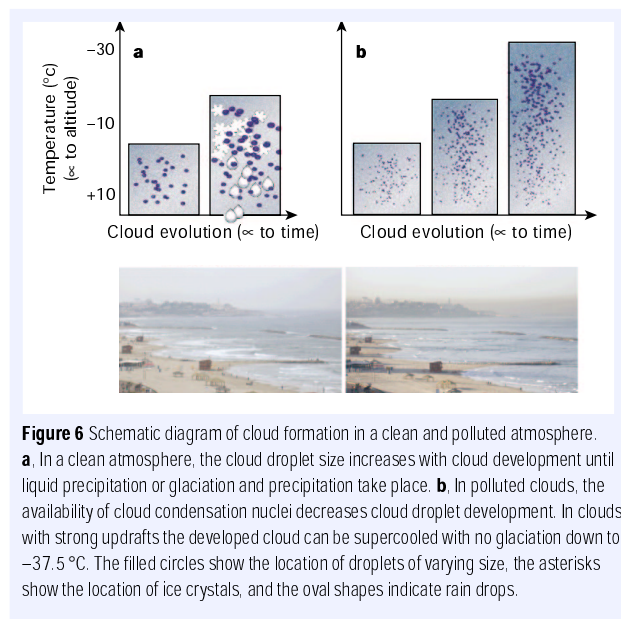 a
b
−30
−10
+10
Temperature (°c)
(∝ to altitude)
Cloud evolution (∝ to time)
Cloud evolution (∝ to time)
Figure 6 Schematic diagram of cloud formation in a clean and polluted atmosphere.
a, In a clean atmosphere, the cloud droplet size increases with cloud development until
liquid precipitation or glaciation and precipitation take place. b, In polluted clouds, the
availability of cloud condensation nuclei decreases cloud droplet development. In clouds
with strong updrafts the developed cloud can be supercooled with no glaciation down to
−37.5 °C. The filled circles show the location of droplets of varying size, the asterisks
show the location of ice crystals, and the oval shapes indicate rain drops.